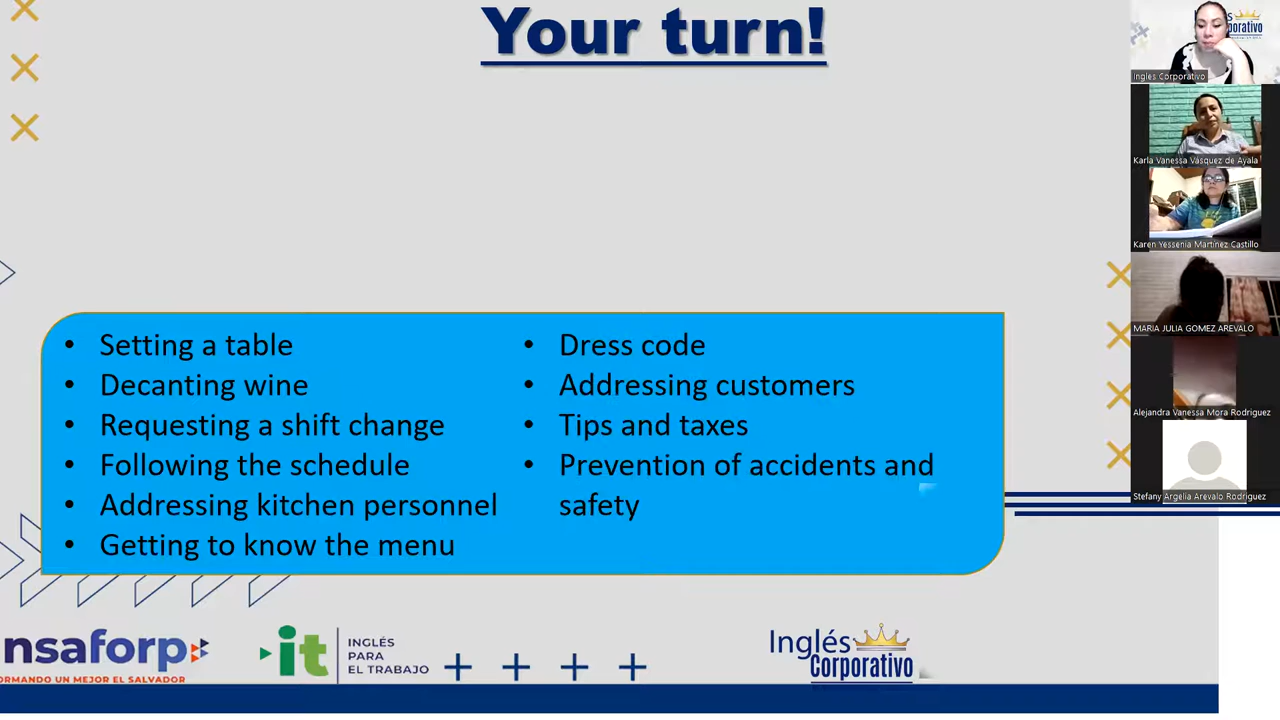 Your turn!
• Setting a table
• Decanting wine
• Requesting a shift change
• Following the schedule
• Addressing kitchen personnel
• Getting to know the menu
• Dress code
• Addressing customers
• Tips and taxes
• Prevention of accidents and
safety
nsaforp
ORMANDO UN MEJOR EL SALVADOR
it
INGLÉS
PARA
EL TRABAJO
Inglés
Corporativo
Ingles Corporativo
Karla Vanessa Vásquez de Ayala
Karen Yessenia Martinez Castillo
MARIA JULIA GOMEZ AREVALO
Alejandra Vanessa Mora Rodriguez
Stefany Argelia Arevalo Rodriguez